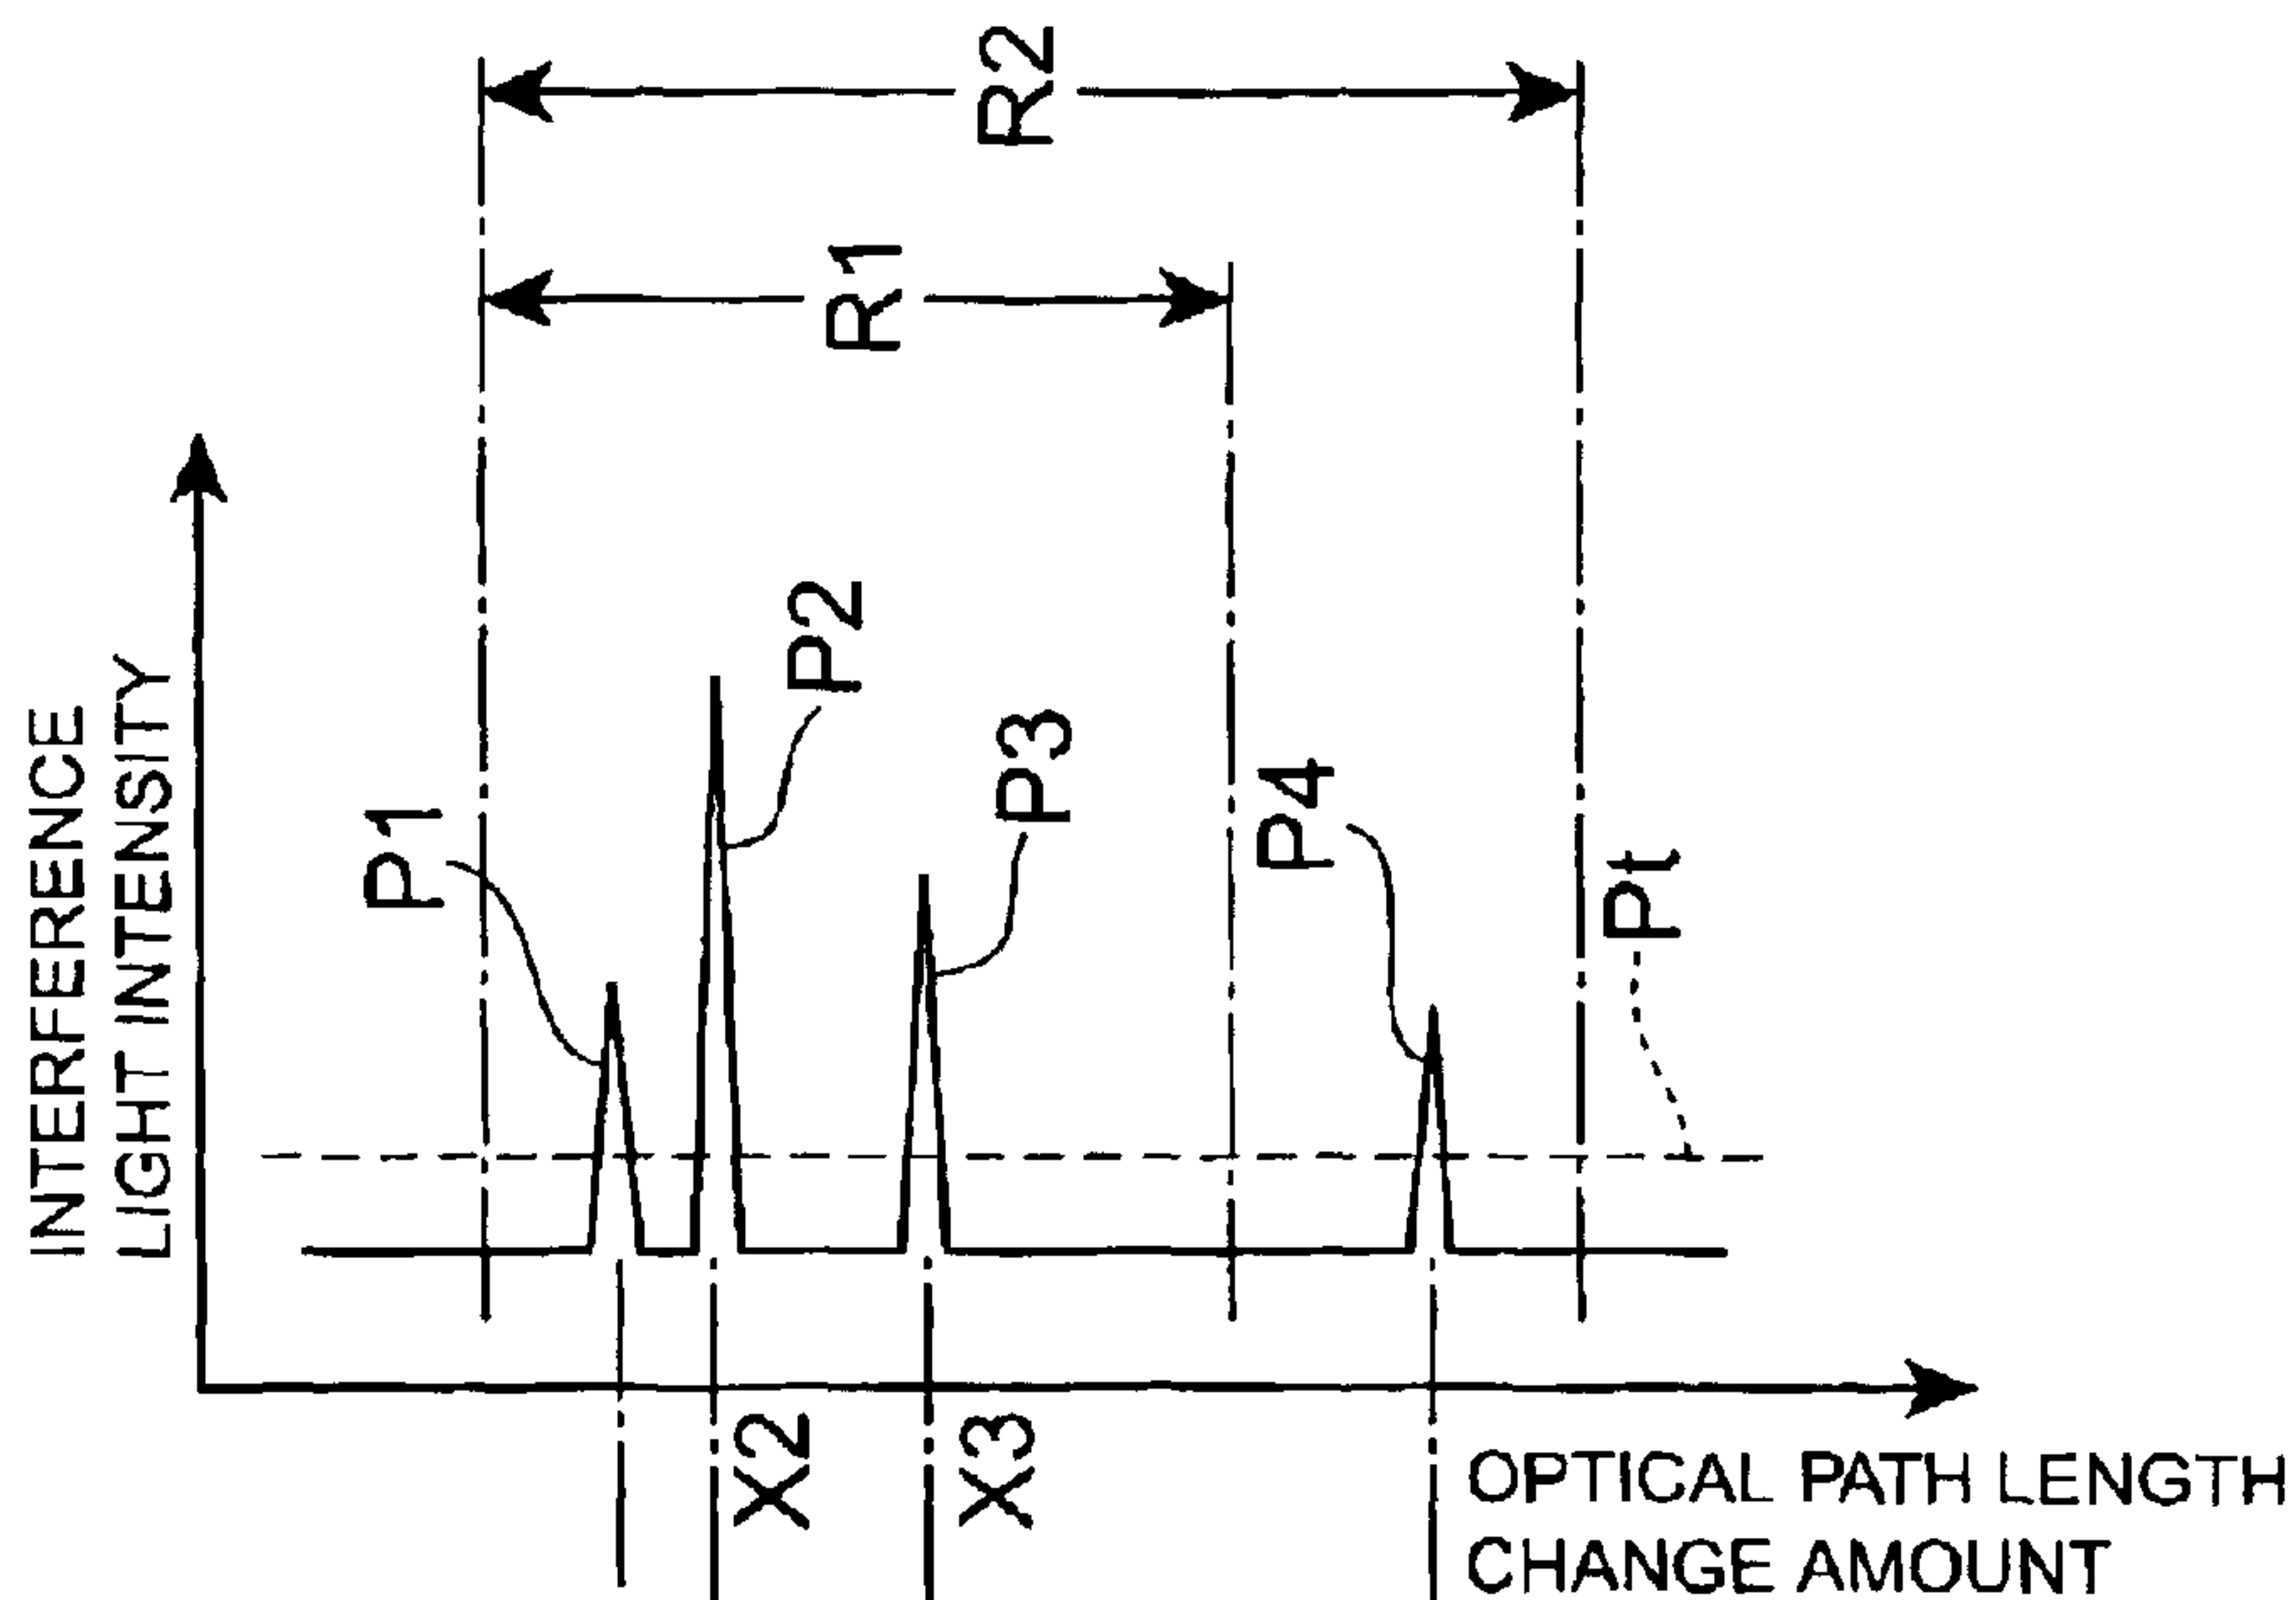 R2
R1
INTERFERENCE
LIGHT INTENSITY
P1
P2
P3
P4
Pt
X2
X3
OPTICAL PATH LENGTH
CHANGE AMOUNT